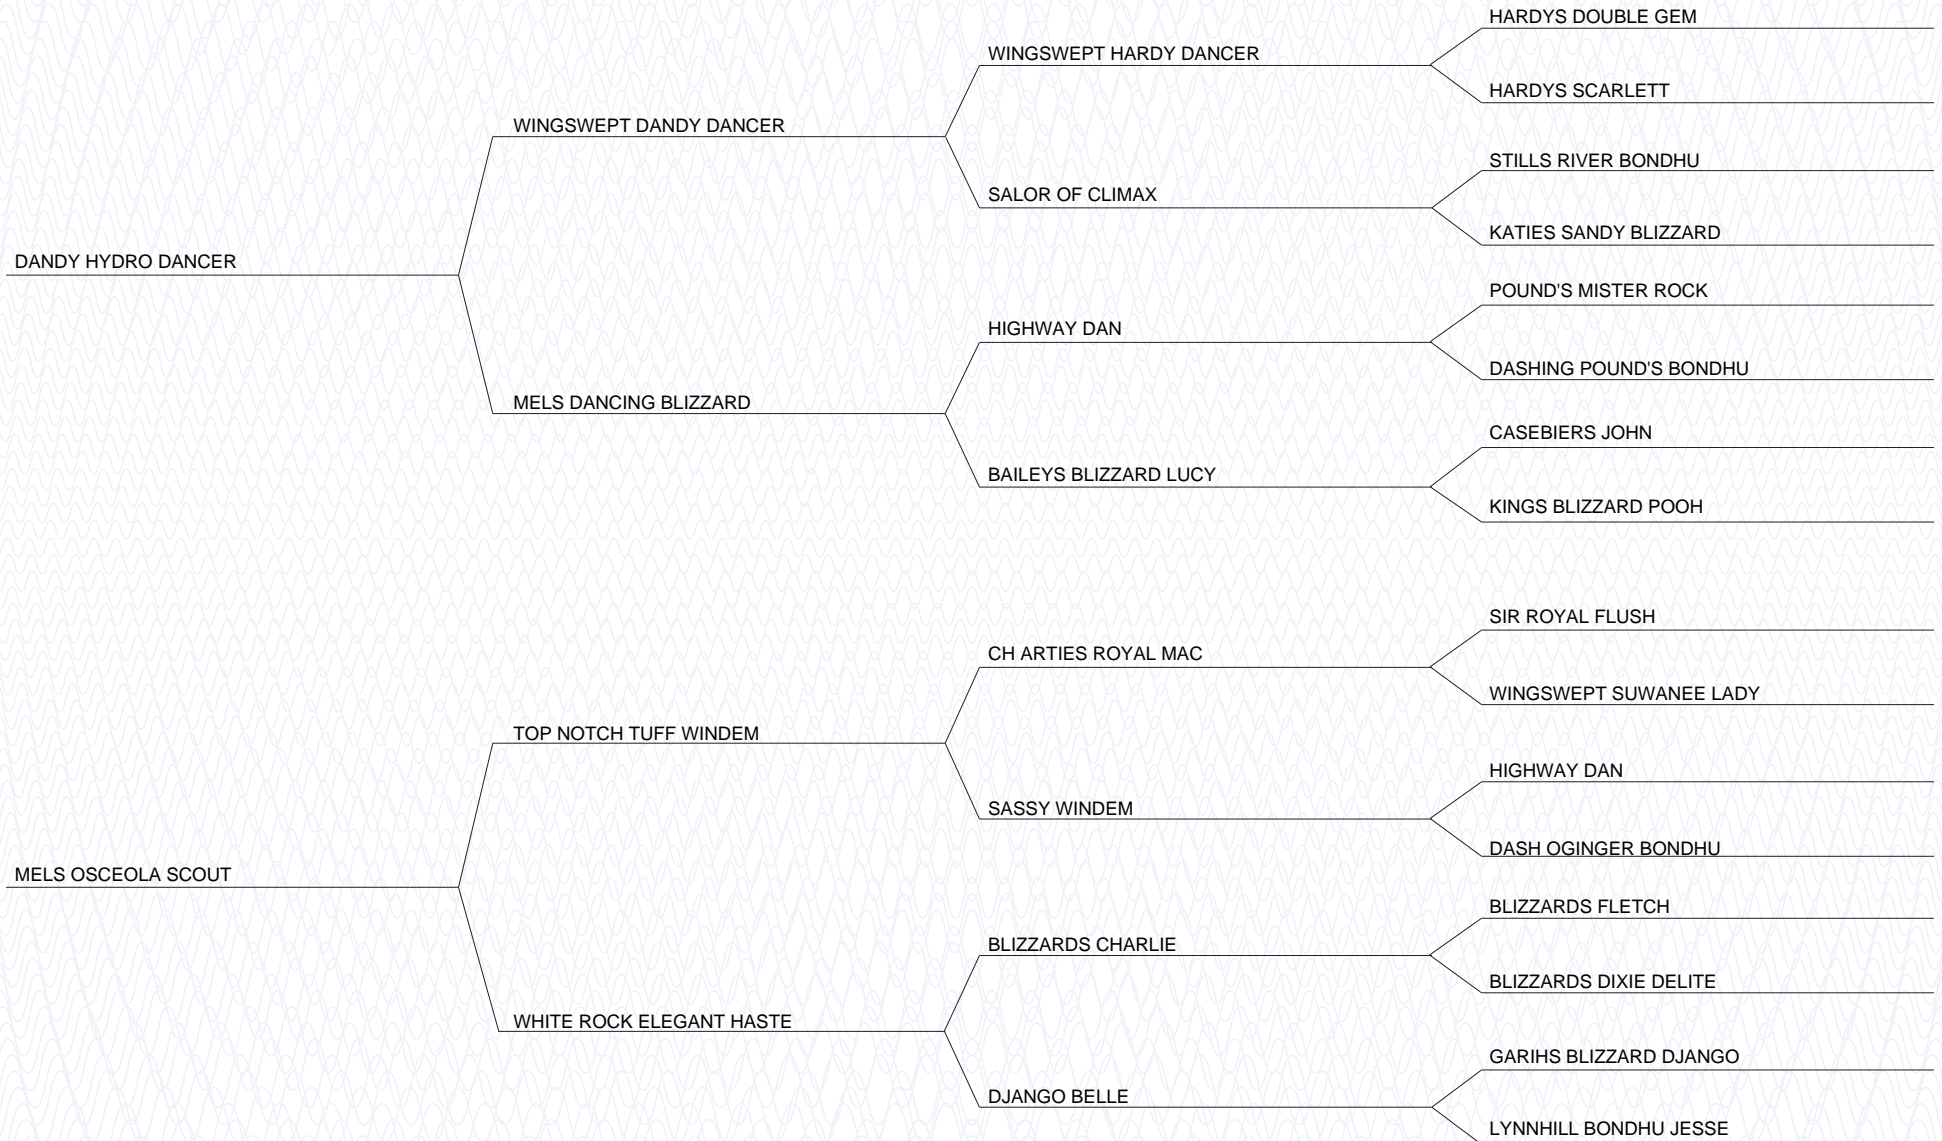 HARDYS DOUBLE GEM
WINGSWEPT HARDY DANCER
HARDYS SCARLETT
WINGSWEPT DANDY DANCER
STILLS RIVER BONDHU
SALOR OF CLIMAX
KATIES SANDY BLIZZARD
DANDY HYDRO DANCER
POUND'S MISTER ROCK
HIGHWAY DAN
DASHING POUND'S BONDHU
MELS DANCING BLIZZARD
CASEBIERS JOHN
BAILEYS BLIZZARD LUCY
KINGS BLIZZARD POOH
SIR ROYAL FLUSH
CH ARTIES ROYAL MAC
WINGSWEPT SUWANEE LADY
TOP NOTCH TUFF WINDEM
HIGHWAY DAN
SASSY WINDEM
DASH OGINGER BONDHU
MELS OSCEOLA SCOUT
BLIZZARDS FLETCH
BLIZZARDS CHARLIE
BLIZZARDS DIXIE DELITE
WHITE ROCK ELEGANT HASTE
GARIHS BLIZZARD DJANGO
DJANGO BELLE
LYNNHILL BONDHU JESSE